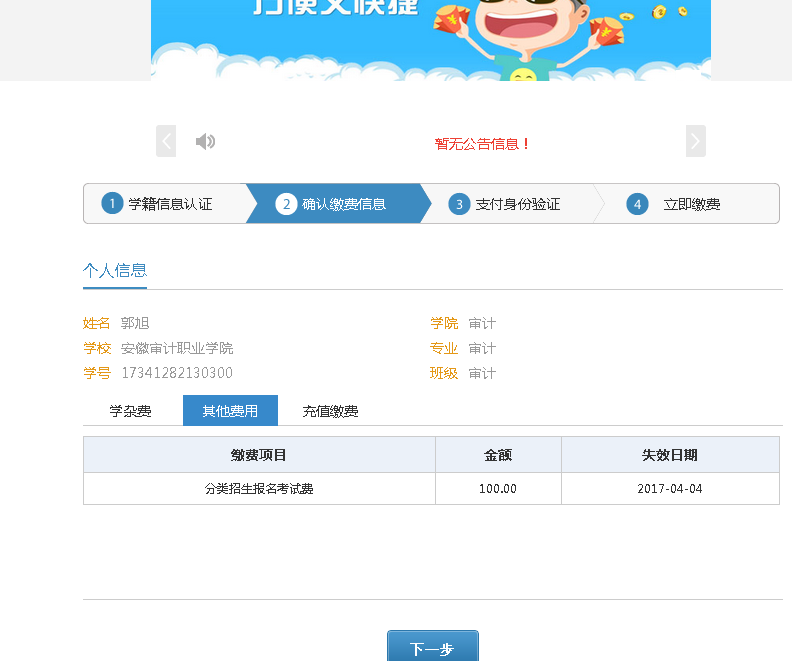 方便又快捷
暂无公告信息！
1 学籍信息认证 2 确认缴费信息 3 支付身份验证 4 立即缴费
个人信息
姓名 郭旭 学院 审计
学校 安徽审计职业学院 专业 审计
学号 17341282130300 班级 审计
学杂费 其他费用 充值缴费
缴费项目 金额 失效日期
分类招生报名考试费 100.00 2017-04-04
下一步